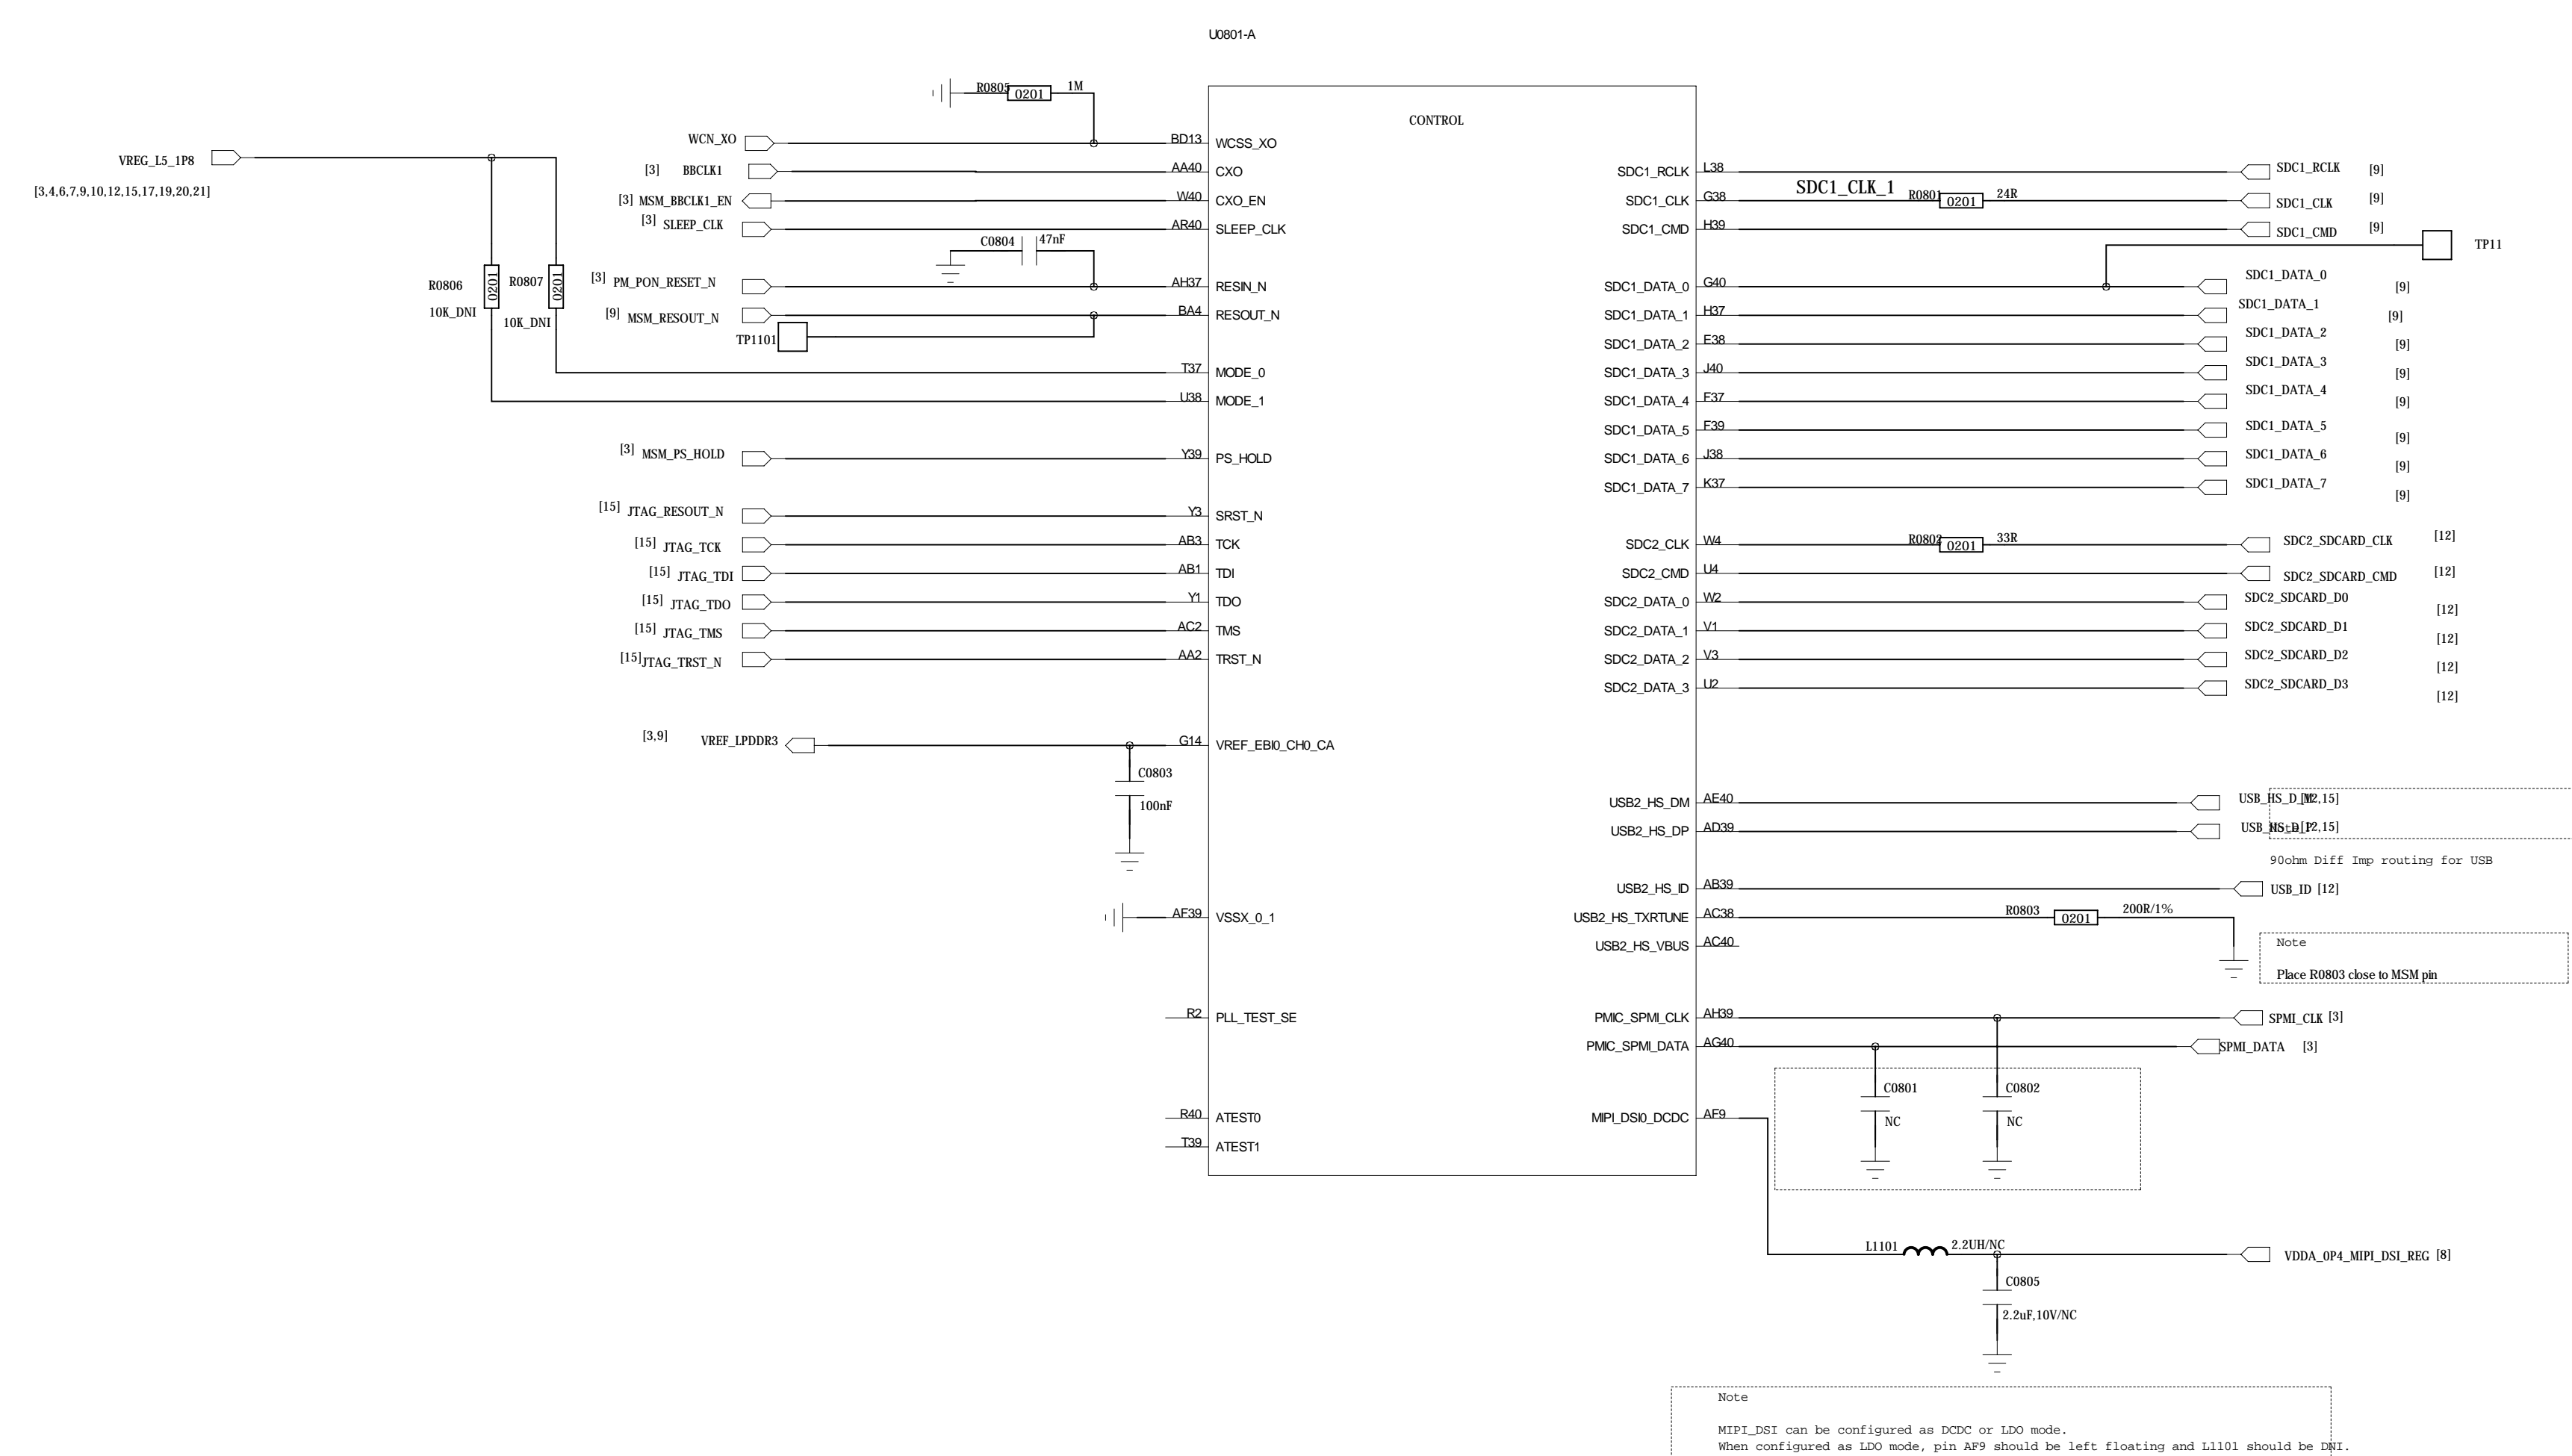 U0801-A
CONTROL
R0805 0201 1M
WCN_XO BD13 WCSS_XO
VREG_L5_1P8
[3,4,6,7,9,10,12,15,17,19,20,21]
[3] BBCLK1 AA40 CXO
[3] MSM_BBCLK1_EN W40 CXO_EN
[3] SLEEP_CLK AR40 SLEEP_CLK
C0804 47nF
[3] PM_PON_RESET_N AH37 RESIN_N
[9] MSM_RESOUT_N BA4 RESOUT_N
TP1101
R0806 0201 10K_DNI
R0807 0201 10K_DNI
T37 MODE_0
U38 MODE_1
[3] MSM_PS_HOLD Y39 PS_HOLD
[15] JTAG_RESOUT_N Y3 SRST_N
[15] JTAG_TCK AB3 TCK
[15] JTAG_TDI AB1 TDI
[15] JTAG_TDO Y1 TDO
[15] JTAG_TMS AC2 TMS
[15] JTAG_TRST_N AA2 TRST_N
[3,9] VREF_LPDDR3 G14 VREF_EBI0_CH0_CA
C0803
100nF
AF39 VSSX_0_1
R2 PLL_TEST_SE
R40 ATEST0
T39 ATEST1
SDC1_RCLK L38 SDC1_RCLK [9]
SDC1_CLK G38 SDC1_CLK_1 R0801 0201 24R SDC1_CLK [9]
SDC1_CMD H39 SDC1_CMD [9]
TP11
SDC1_DATA_0 G40 SDC1_DATA_0 [9]
SDC1_DATA_1 H37 SDC1_DATA_1 [9]
SDC1_DATA_2 E38 SDC1_DATA_2 [9]
SDC1_DATA_3 J40 SDC1_DATA_3 [9]
SDC1_DATA_4 F37 SDC1_DATA_4 [9]
SDC1_DATA_5 F39 SDC1_DATA_5 [9]
SDC1_DATA_6 J38 SDC1_DATA_6 [9]
SDC1_DATA_7 K37 SDC1_DATA_7 [9]
SDC2_CLK W4 R0802 0201 33R SDC2_SDCARD_CLK [12]
SDC2_CMD U4 SDC2_SDCARD_CMD [12]
SDC2_DATA_0 W2 SDC2_SDCARD_D0 [12]
SDC2_DATA_1 V1 SDC2_SDCARD_D1 [12]
SDC2_DATA_2 V3 SDC2_SDCARD_D2 [12]
SDC2_DATA_3 U2 SDC2_SDCARD_D3 [12]
USB2_HS_DM AE40 USB_HS_D_M [12,15]
USB2_HS_DP AD39 USB_HS_D_P [12,15]
Note
90ohm Diff Imp routing for USB
USB2_HS_ID AB39 USB_ID [12]
USB2_HS_TXRTUNE AC38 R0803 0201 200R/1%
USB2_HS_VBUS AC40
Note
Place R0803 close to MSM pin
PMIC_SPMI_CLK AH39 SPMI_CLK [3]
PMIC_SPMI_DATA AG40 SPMI_DATA [3]
C0801 C0802
NC NC
MIPI_DSI0_DCDC AF9
L1101 2.2UH/NC VDDA_0P4_MIPI_DSI_REG [8]
C0805
2.2uF,10V/NC
Note
MIPI_DSI can be configured as DCDC or LDO mode.
When configured as LDO mode, pin AF9 should be left floating and L1101 should be DNI.